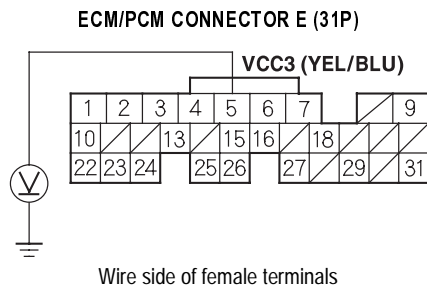 ECM/PCM CONNECTOR E (31P)
VCC3 (YEL/BLU)
1 2 3 4 5 6 7 9
10 13 15 16 18
22 23 24 25 26 27 29 31
V
Wire side of female terminals